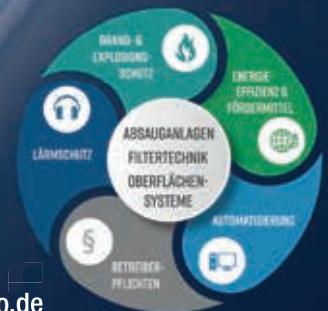 BRAND- &
EXPLOSIONS-
SCHUTZ
ENERGIE-
EFFIZIENZ &
FÖRDERMITTEL
LÄRMSCHUTZ
ABSAUGANLAGEN
FILTERTECHNIK
OBERFLÄCHEN-
SYSTEME
AUTOMATISIERUNG
§
BETREIBER-
PFLICHTEN
o.de